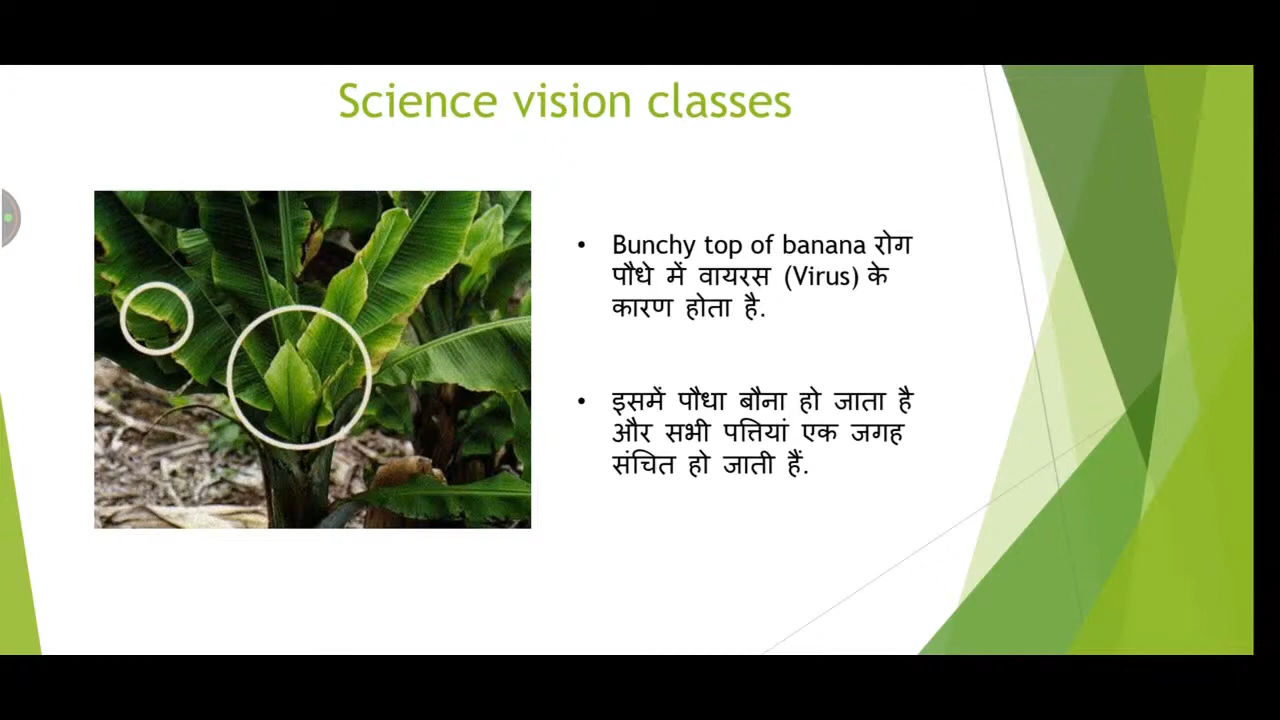 Science vision classes
• Bunchy top of banana रोग
पौधे में वायरस (Virus) के
कारण होता है.
• इसमें पौधा बौना हो जाता है
और सभी पत्तियां एक जगह
संचित हो जाती हैं.